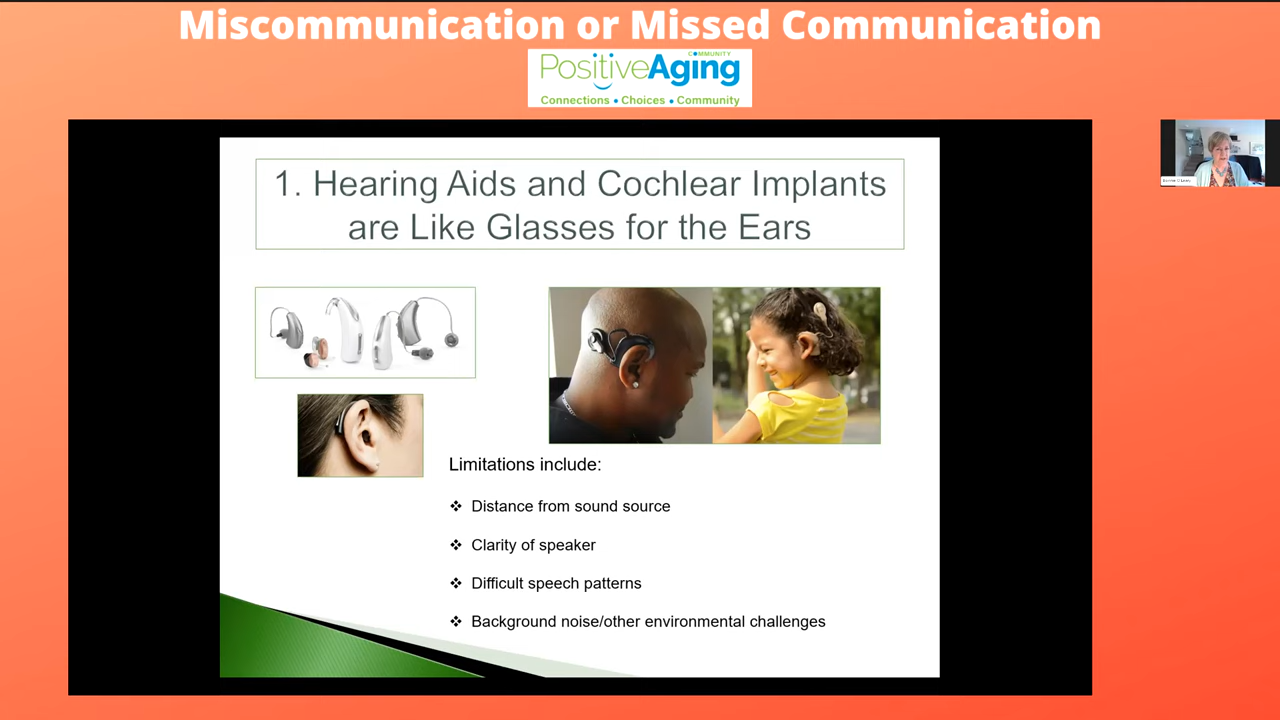 Miscommunication or Missed Communication
COMMUNITY
PositiveAging
Connections • Choices • Community
1. Hearing Aids and Cochlear Implants
are Like Glasses for the Ears
Limitations include:
❖ Distance from sound source
❖ Clarity of speaker
❖ Difficult speech patterns
❖ Background noise/other environmental challenges